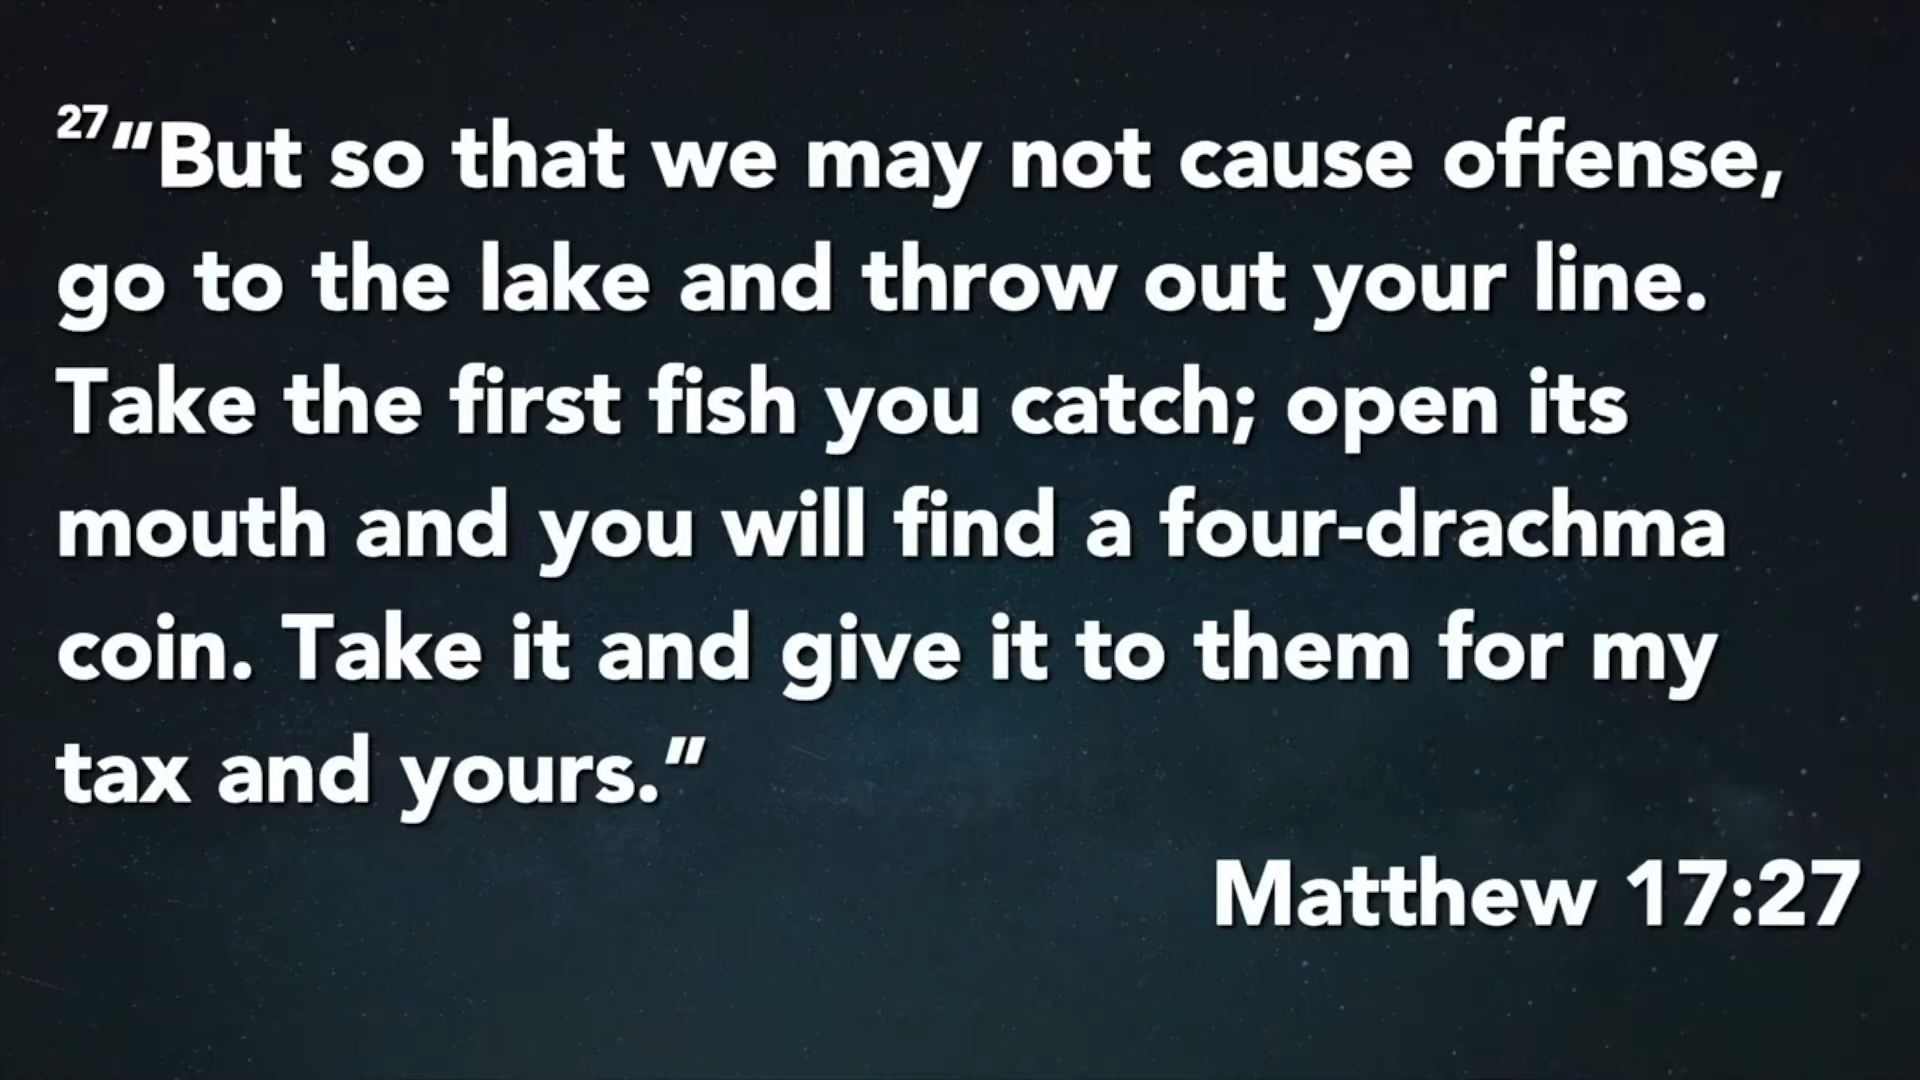 27"But so that we may not cause offense,
go to the lake and throw out your line.
Take the first fish you catch; open its
mouth and you will find a four-drachma
coin. Take it and give it to them for my
tax and yours."
Matthew 17:27